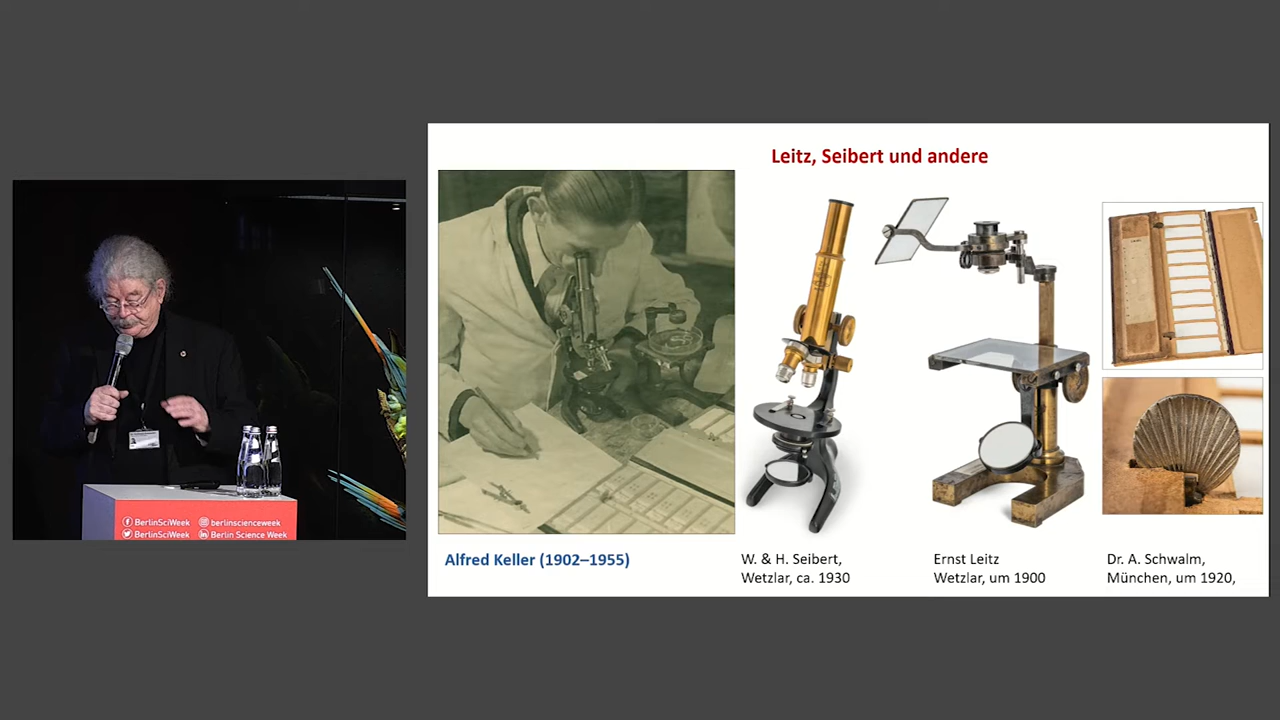 Leitz, Seibert und andere
Alfred Keller (1902–1955)
W. & H. Seibert,
Wetzlar, ca. 1930
Ernst Leitz
Wetzlar, um 1900
Dr. A. Schwalm,
München, um 1920,
BerlinSciWeek berlinscienceweek
BerlinSciWeek Berlin Science Week